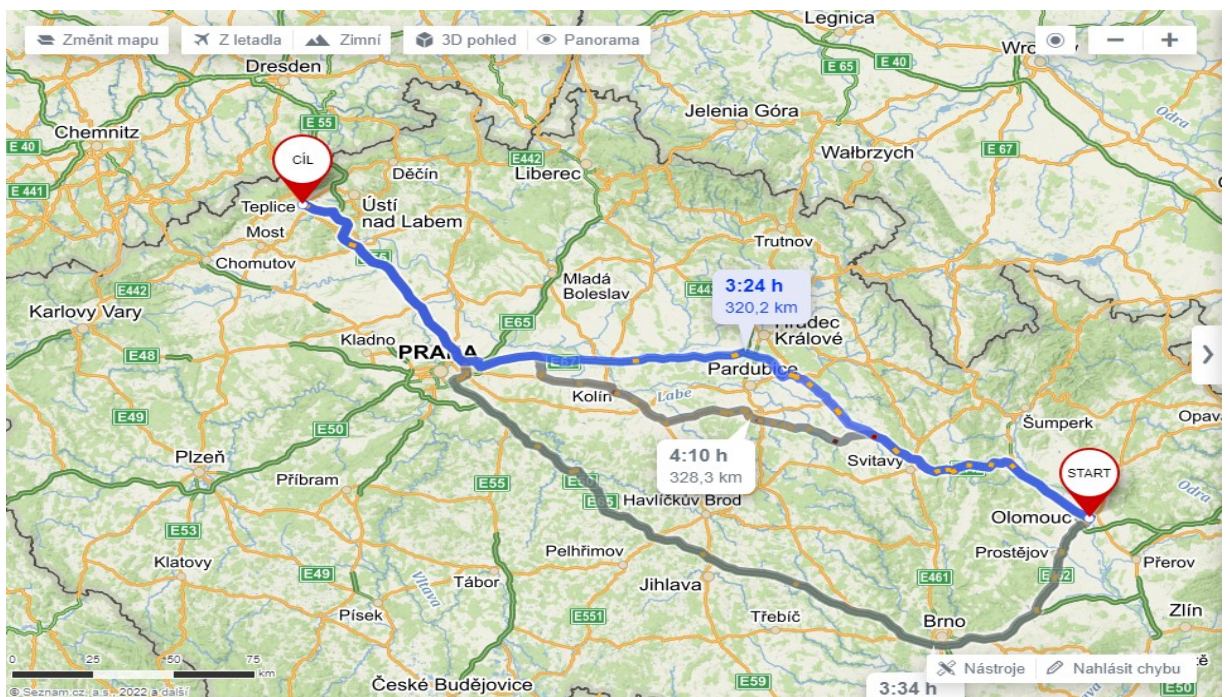 Legnica
Změnit mapu
Z letadla
Zimní
3D pohled
Panorama
Dresden
E 65
E 40
E 55
Jelenia Góra
Odra
Chemnitz
E 40
E442
E 67
CÍL
Děčín
Liberec
Wałbrzych
E 441
Teplice
Ústí
nad Labem
Most
Trutnov
Chomutov
Mladá
Boleslav
3:24 h
320,2 km
E442
Karlovy Vary
E65
Hradec
Králové
Kladno
PRAHA
E48
E67
Pardubice
Kolín
Labe
E49
Šumperk
Opava
E50
4:10 h
328,3 km
Plzeň
Svitavy
START
Příbram
E55
Odra
Havlíčkův Brod
Olomouc
E53
Pelhřimov
Prostějov
Přerov
Klatovy
E49
Vltava
Tábor
Jihlava
E461
E462
Písek
E551
Třebíč
Brno
Zlín
0 25 50 75
km
Nástroje
Nahlásit chybu
České Budějovice
E59
3:34 h
© Seznam.cz, a.s., 2022 a další